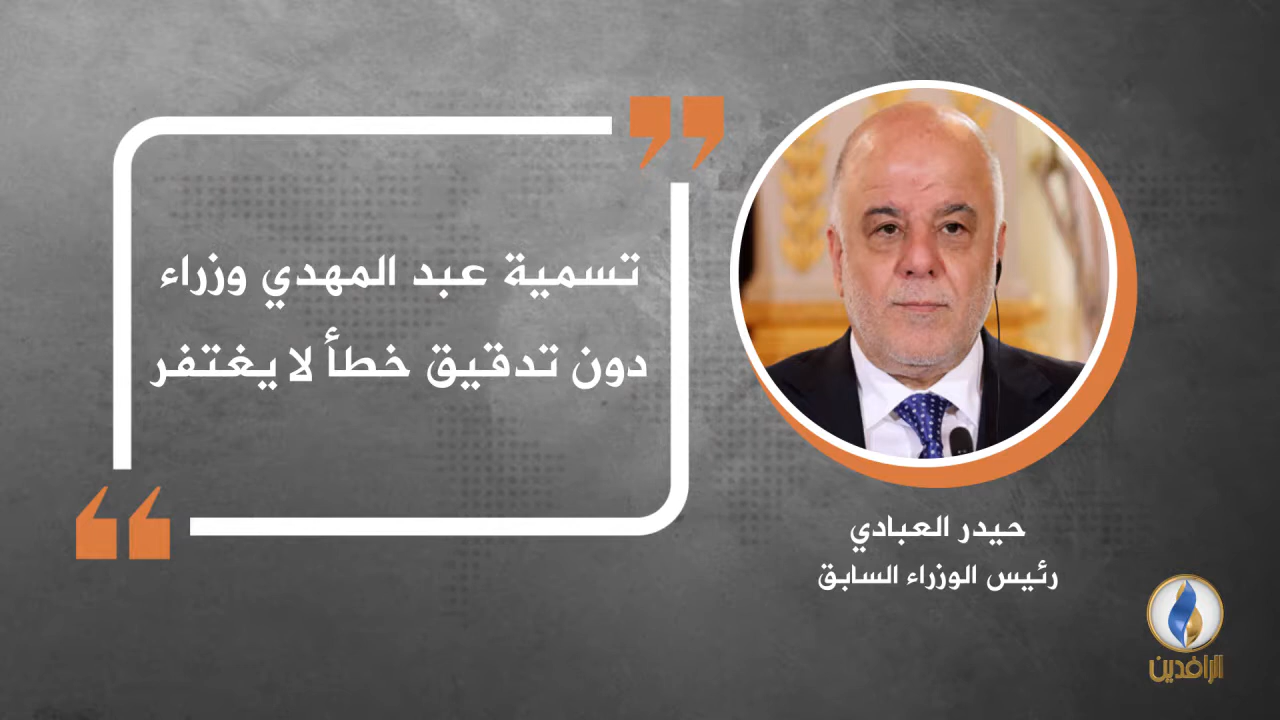 تسمية عبد المهدي وزراء
دون تدقيق خطأ لا يغتفر
حيدر العبادي
رئيس الوزراء السابق
الرافدين